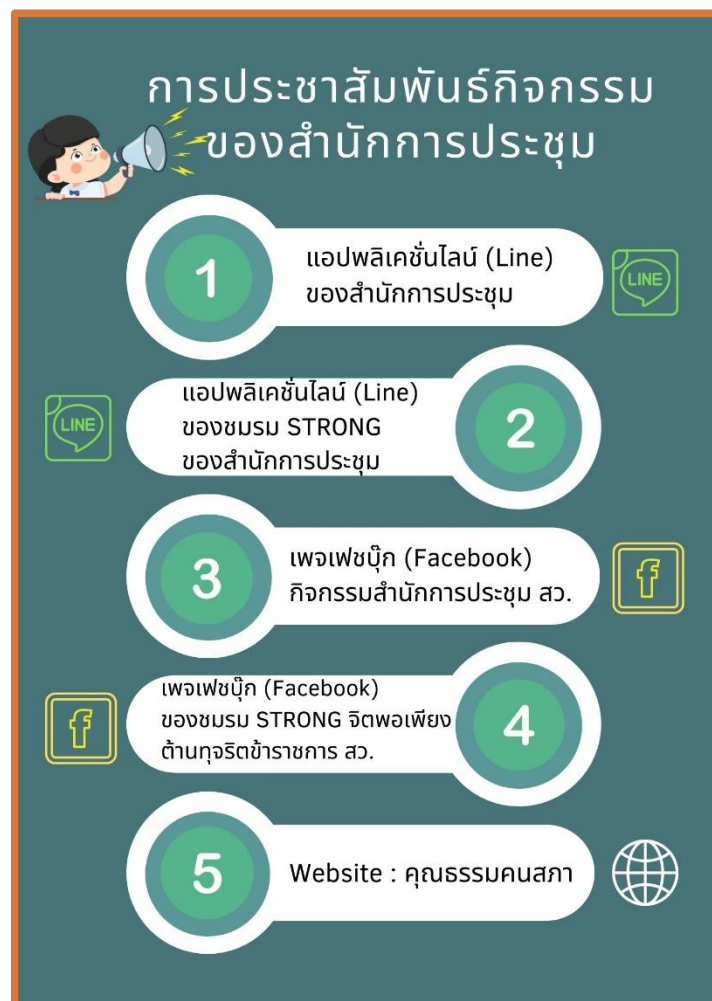 การประชาสัมพันธ์กิจกรรม
ของสำนักการประชุม
1
แอปพลิเคชั่นไลน์ (Line)
ของสำนักการประชุม
LINE
LINE
แอปพลิเคชั่นไลน์ (Line)
ของชมรม STRONG
ของสำนักการประชุม
2
3
เพจเฟซบุ๊ก (Facebook)
กิจกรรมสำนักการประชุม สว.
f
f
เพจเฟซบุ๊ก (Facebook)
ของชมรม STRONG จิตพอเพียง
ต้านทุจริตข้าราชการ สว.
4
5
Website : คุณธรรมคนสภา